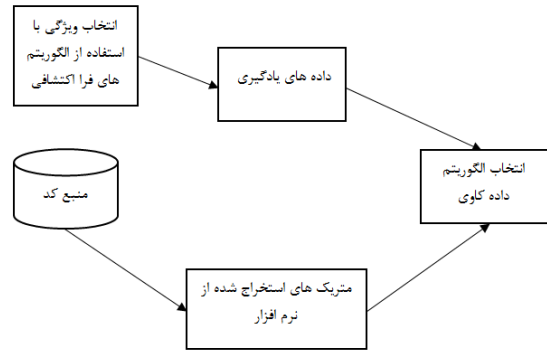 انتخاب ویژگی با
استفاده از الگوریتم
های فرا اکتشافی
داده های یادگیری
انتخاب الگوریتم
داده کاوی
منبع کد
متریک های استخراج شده از
نرم افزار